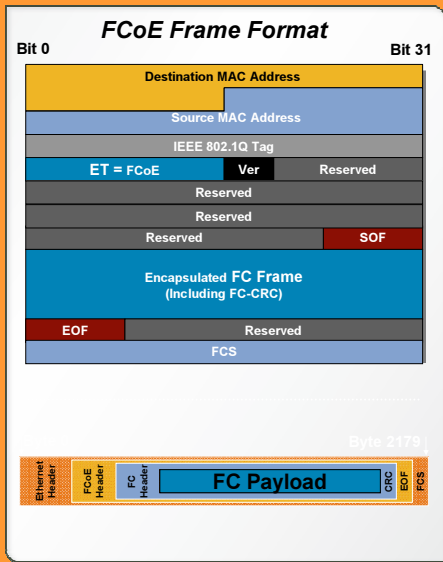 FCoE Frame Format
Bit 0 Bit 31
Destination MAC Address
Source MAC Address
IEEE 802.1Q Tag
ET = FCoE Ver Reserved
Reserved
Reserved
Reserved SOF
Encapsulated FC Frame
(Including FC-CRC)
EOF Reserved
FCS
Byte 2179
Ethernet
Header
FCoE
Header
FC
Header
FC Payload
CRC
EOF
FCS